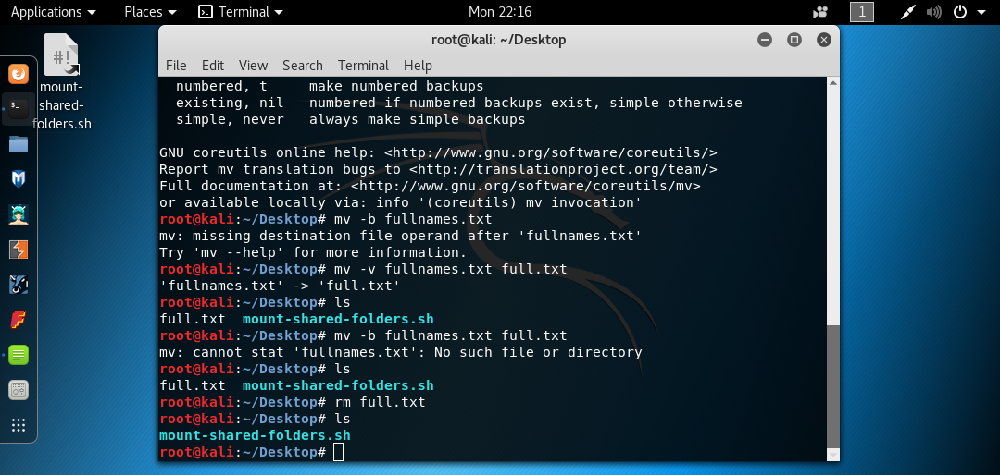 Applications Places Terminal Mon 22:16 1
#!
mount-
shared-
folders.sh
root@kali: ~/Desktop
File Edit View Search Terminal Help
  numbered, t     make numbered backups
  existing, nil   numbered if numbered backups exist, simple otherwise
  simple, never   always make simple backups
GNU coreutils online help: <http://www.gnu.org/software/coreutils/>
Report mv translation bugs to <http://translationproject.org/team/>
Full documentation at: <http://www.gnu.org/software/coreutils/mv>
or available locally via: info '(coreutils) mv invocation'
root@kali:~/Desktop# mv -b fullnames.txt
mv: missing destination file operand after 'fullnames.txt'
Try 'mv --help' for more information.
root@kali:~/Desktop# mv -v fullnames.txt full.txt
'fullnames.txt' -> 'full.txt'
root@kali:~/Desktop# ls
full.txt  mount-shared-folders.sh
root@kali:~/Desktop# mv -b fullnames.txt full.txt
mv: cannot stat 'fullnames.txt': No such file or directory
root@kali:~/Desktop# ls
full.txt  mount-shared-folders.sh
root@kali:~/Desktop# rm full.txt
root@kali:~/Desktop# ls
mount-shared-folders.sh
root@kali:~/Desktop#